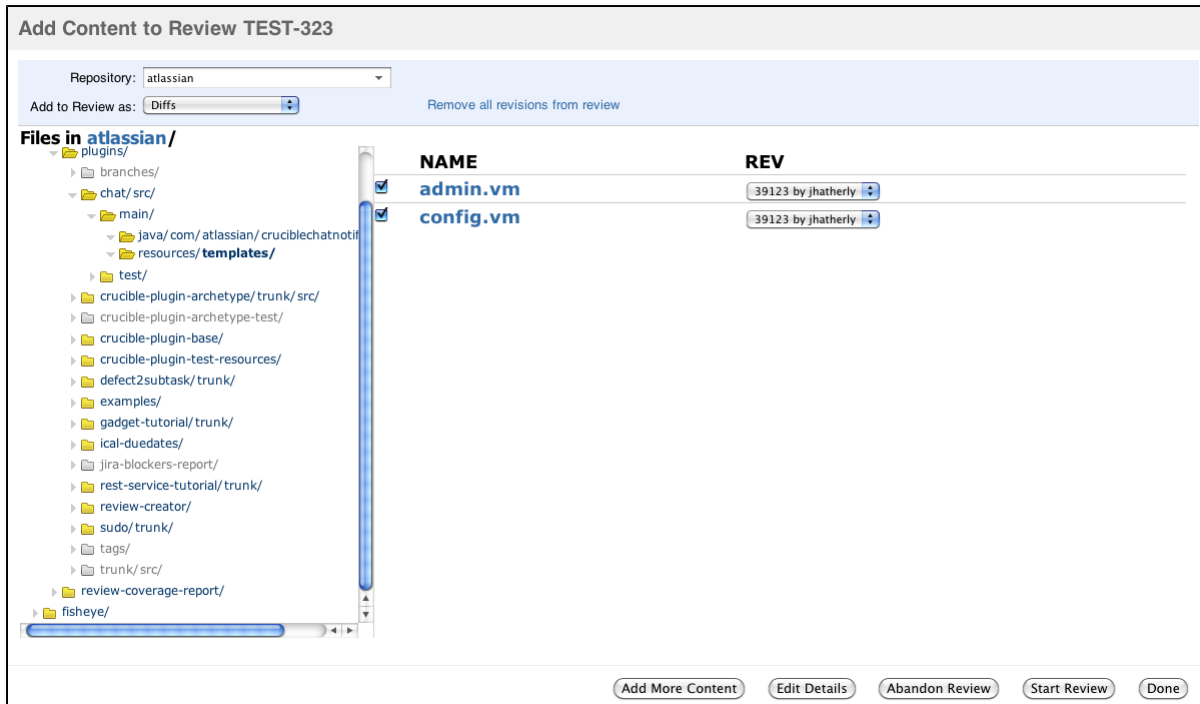 Add Content to Review TEST-323
Repository: atlassian
Add to Review as: Diffs
Remove all revisions from review
Files in atlassian/
plugins/
branches/
chat/src/
main/
java/com/atlassian/cruciblechatnotif
resources/templates/
test/
crucible-plugin-archetype/trunk/src/
crucible-plugin-archetype-test/
crucible-plugin-base/
crucible-plugin-test-resources/
defect2subtask/trunk/
examples/
gadget-tutorial/trunk/
ical-duedates/
jira-blockers-report/
rest-service-tutorial/trunk/
review-creator/
sudo/trunk/
tags/
trunk/src/
review-coverage-report/
fisheye/
NAME REV
admin.vm 39123 by jhatherly
config.vm 39123 by jhatherly
Add More Content Edit Details Abandon Review Start Review Done